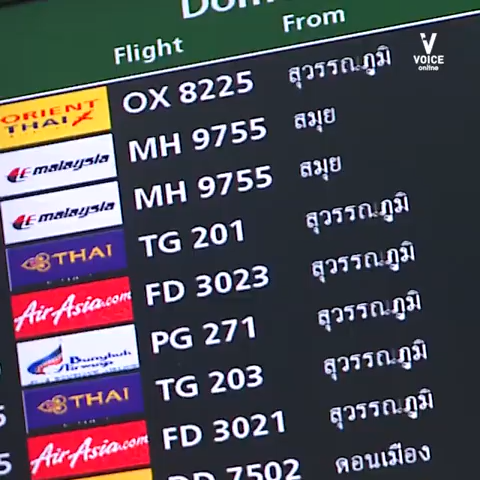 Dom
Flight From
VOICE
online
ORIENT THAI OX 8225 สุวรรณภูมิ
malaysia MH 9755 สมุย
malaysia MH 9755 สมุย
THAI TG 201 สุวรรณภูมิ
AirAsia.com FD 3023 สุวรรณภูมิ
Airways PG 271 สุวรรณภูมิ
THAI TG 203 สุวรรณภูมิ
5 AirAsia.com FD 3021 สุวรรณภูมิ
5 DD 7502 ดอนเมือง